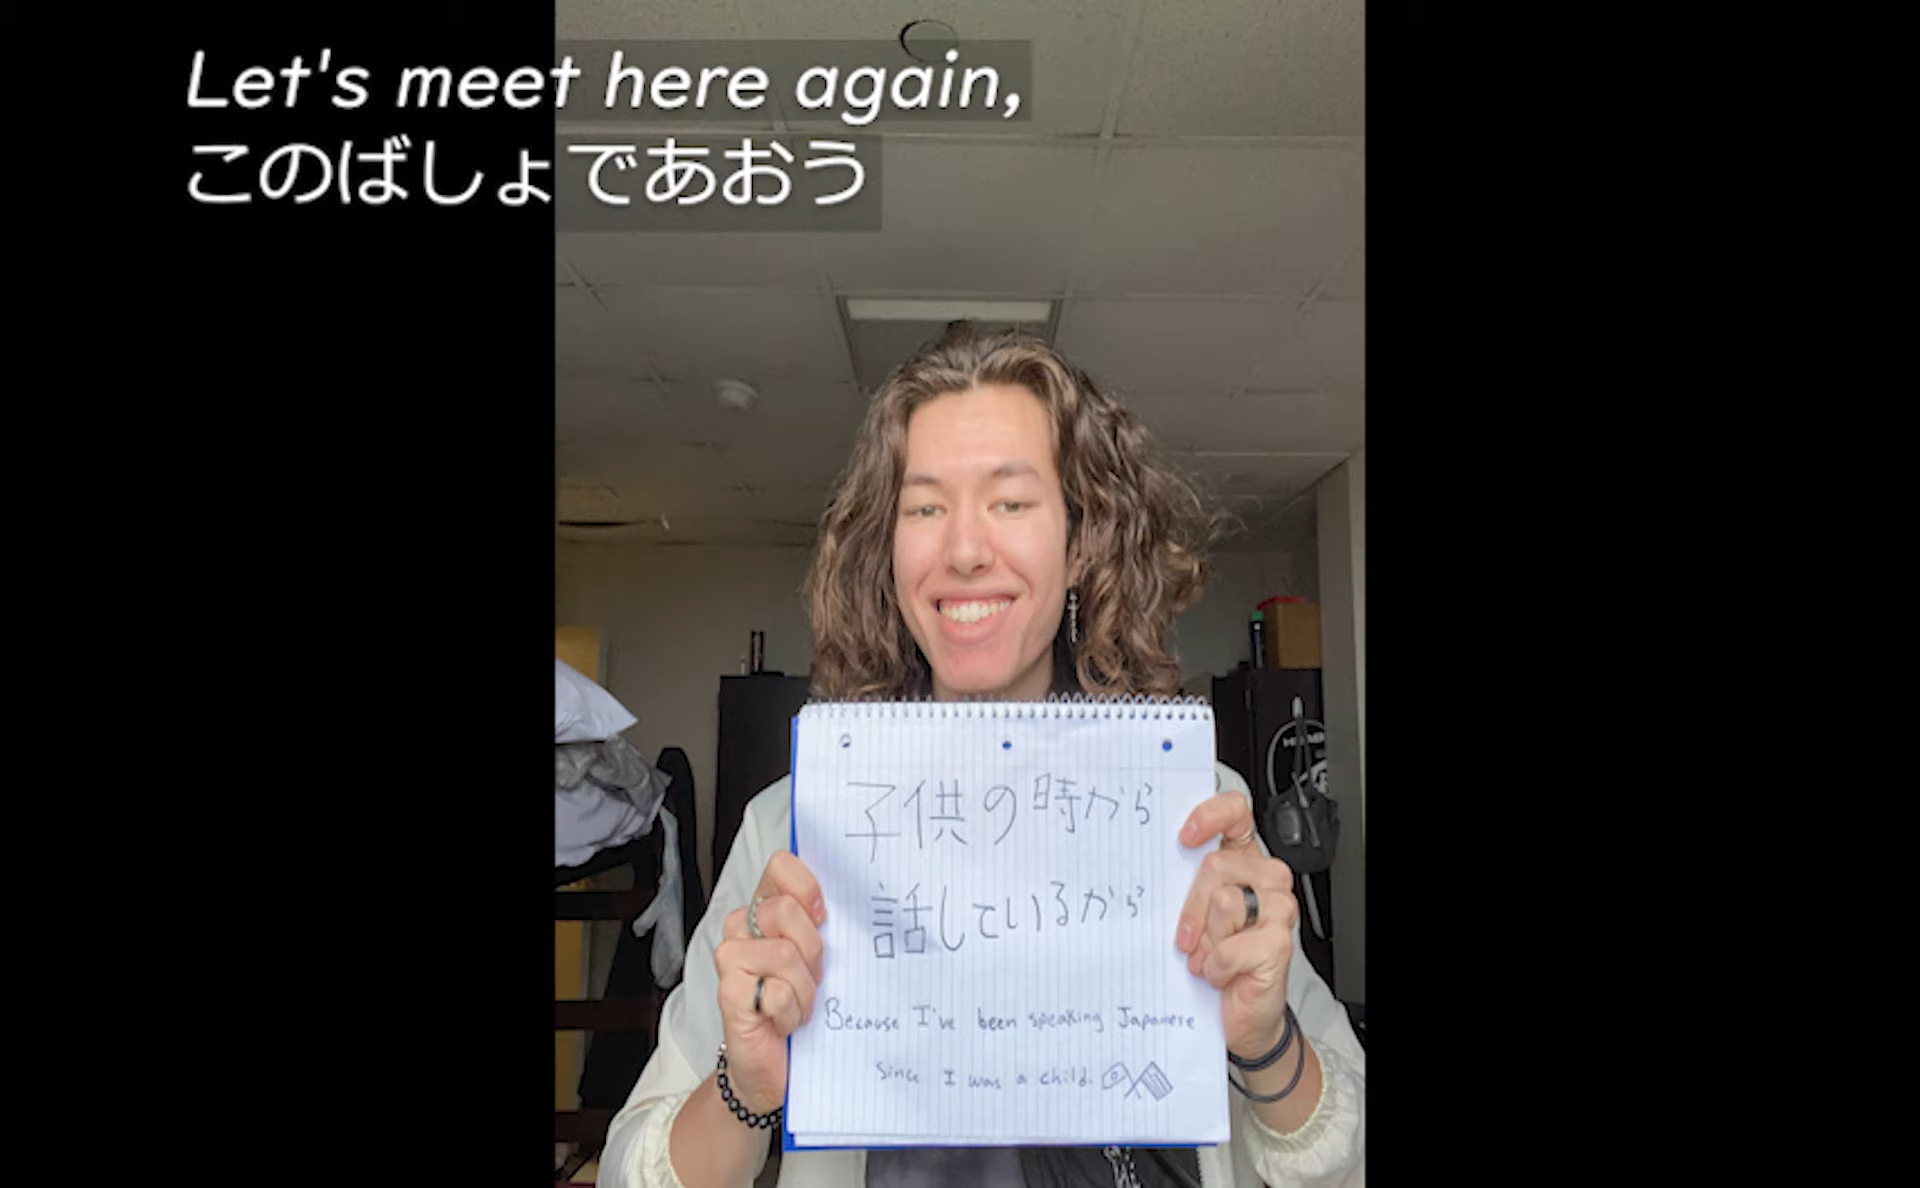 Let's meet here again,
このばしょであおう
子供の時から
話しているから
Because I've been speaking Japanese
Since I was a child.